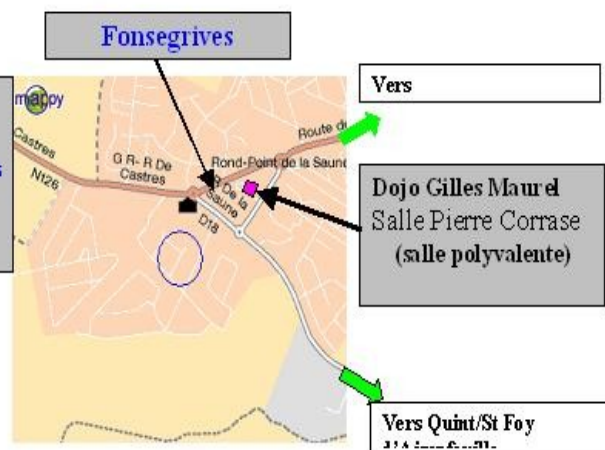 Fonsegrives
Vers
mappy
Castres
N126
G R- R De
Castres
Route d
Rond-Point de la Saune
R De la
Saune
D18
Dojo Gilles Maurel
Salle Pierre Corrase
(salle polyvalente)
Vers Quint/St Foy